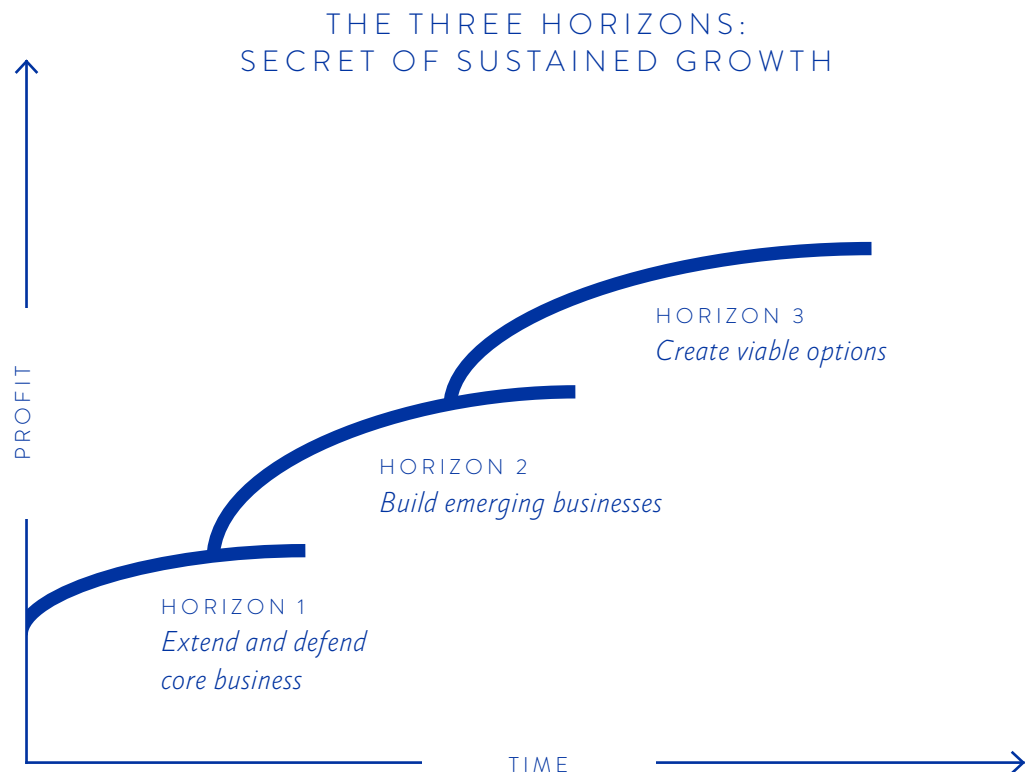 THE THREE HORIZONS:
SECRET OF SUSTAINED GROWTH
PROFIT
HORIZON 3
Create viable options
HORIZON 2
Build emerging businesses
HORIZON 1
Extend and defend
core business
TIME